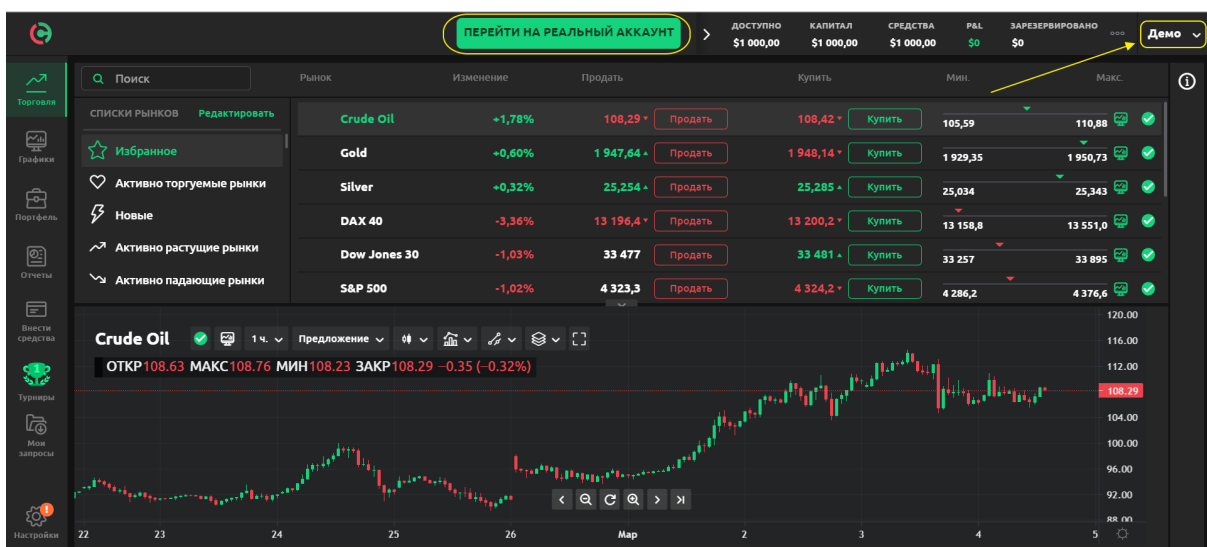 ПЕРЕЙТИ НА РЕАЛЬНЫЙ АККАУНТ
ДОСТУПНО КАПИТАЛ СРЕДСТВА P&L ЗАРЕЗЕРВИРОВАНО
$1 000,00 $1 000,00 $1 000,00 $0 $0
Демо
Торговля
Графики
Портфель
Отчеты
Внести
средства
Турниры
Мои
запросы
Настройки
Поиск
СПИСКИ РЫНКОВ Редактировать
Избранное
Активно торгуемые рынки
Новые
Активно растущие рынки
Активно падающие рынки
Рынок Изменение Продать Купить Мин. Макс.
Crude Oil +1,78% 108,29 Продать 108,42 Купить 105,59 110,88
Gold +0,60% 1 947,64 Продать 1 948,14 Купить 1 929,35 1 950,73
Silver +0,32% 25,254 Продать 25,285 Купить 25,034 25,343
DAX 40 -3,36% 13 196,4 Продать 13 200,2 Купить 13 158,8 13 551,0
Dow Jones 30 -1,03% 33 477 Продать 33 481 Купить 33 257 33 895
S&P 500 -1,02% 4 323,3 Продать 4 324,2 Купить 4 286,2 4 376,6
Crude Oil 1 ч. Предложение
ОТКР108.63 МАКС108.76 МИН108.23 ЗАКР108.29 −0.35 (−0.32%)
120.00
116.00
112.00
108.29
104.00
100.00
96.00
92.00
88.00
22 23 24 25 26 Мар 2 3 4 5